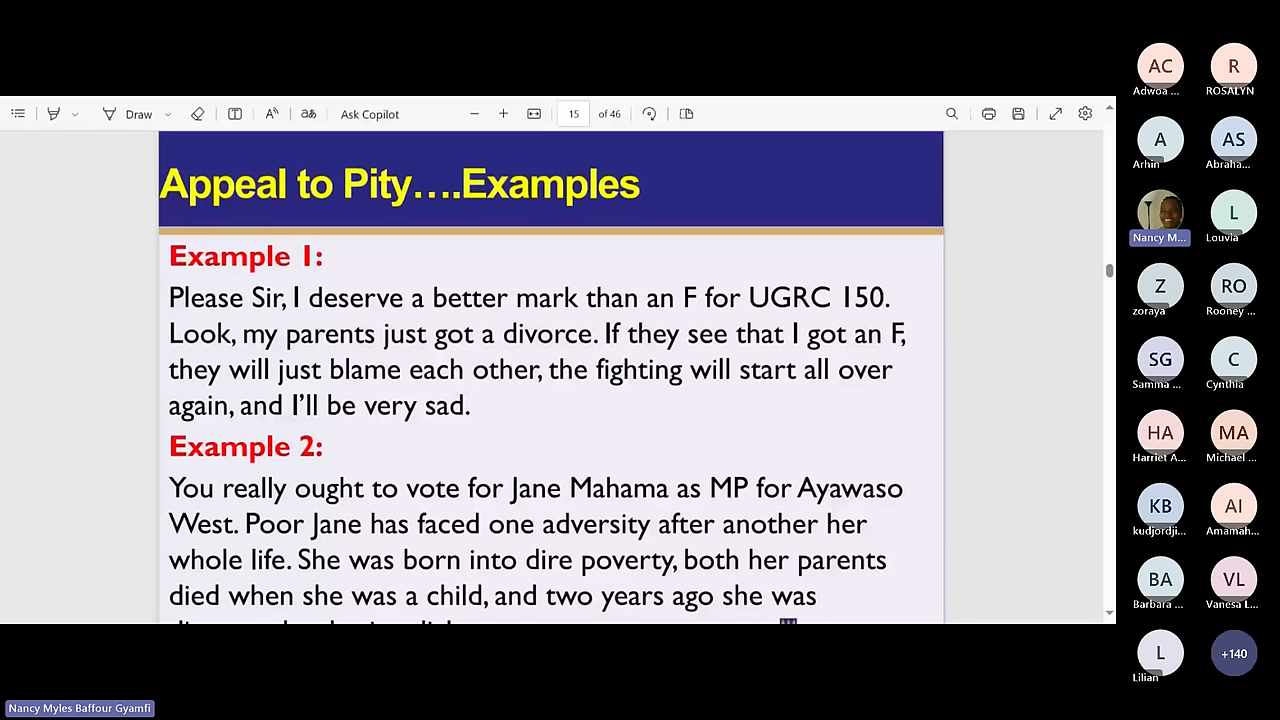 Draw
Ask Copilot
15 of 46
Appeal to Pity….Examples
Example 1:
Please Sir, I deserve a better mark than an F for UGRC 150.
Look, my parents just got a divorce. If they see that I got an F,
they will just blame each other, the fighting will start all over
again, and I’ll be very sad.
Example 2:
You really ought to vote for Jane Mahama as MP for Ayawaso
West. Poor Jane has faced one adversity after another her
whole life. She was born into dire poverty, both her parents
died when she was a child, and two years ago she was
AC
Adwoa ...
R
ROSALYN
A
Arhin
AS
Abraha...
Nancy M...
L
Louvia
Z
zoraya
RO
Rooney ...
SG
Samma ...
C
Cynthia
HA
Harriet A...
MA
Michael ...
KB
kudjordji...
AI
Amamah...
BA
Barbara ...
VL
Vanesa L...
L
Lilian
+140
Nancy Myles Baffour Gyamfi